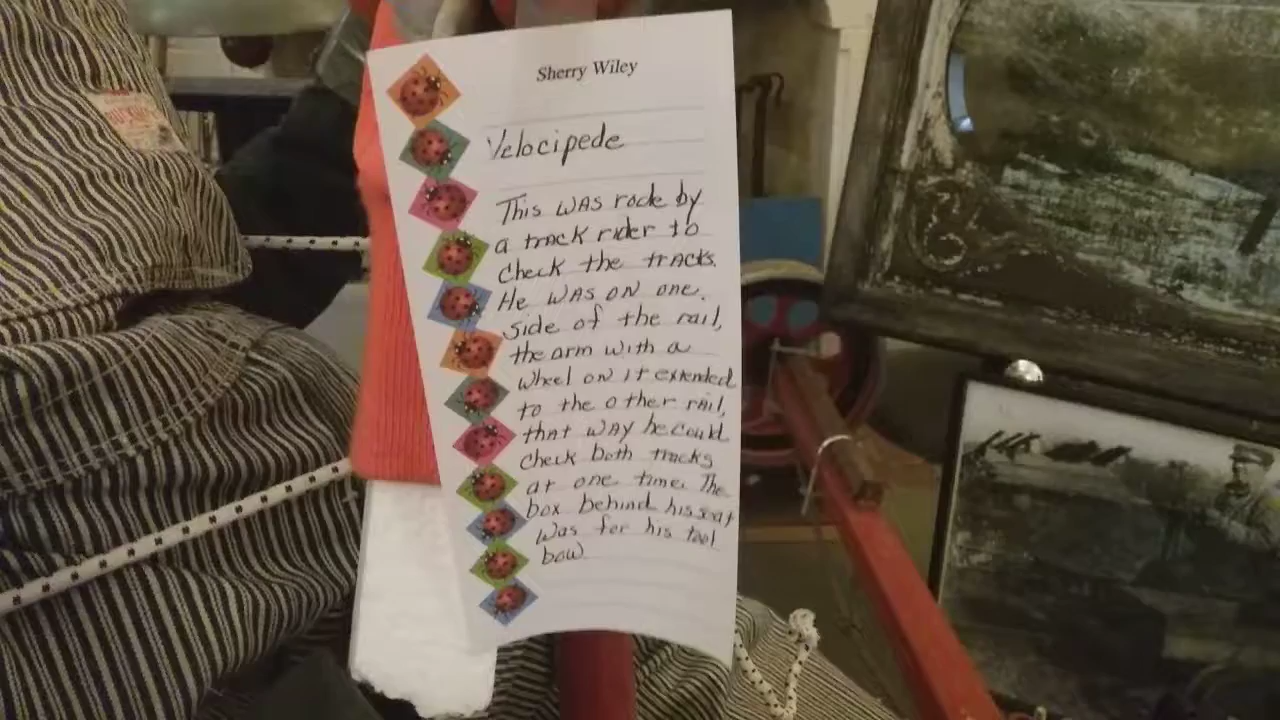 Sherry Wiley
Velocipede
This was rode by
a track rider to
check the tracks.
He was on one
side of the rail,
the arm with a
wheel on it extended
to the other rail,
that way he could
check both tracks
at one time. The
box behind his seat
was for his tool
bow